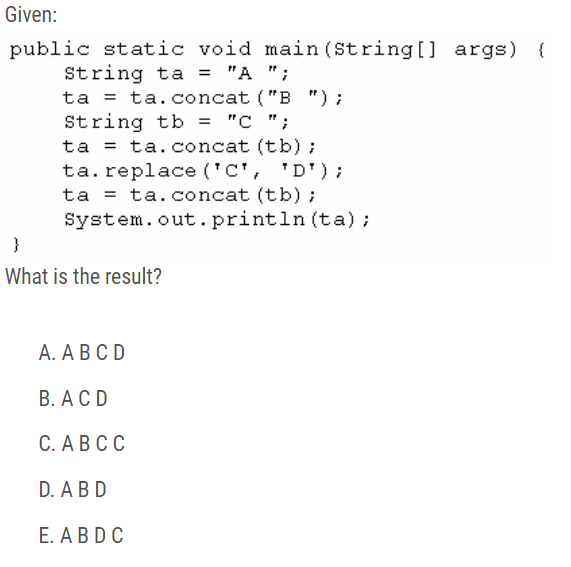 Given:
public static void main(String[] args) {
String ta = "A ";
ta = ta.concat("B ");
String tb = "C ";
ta = ta.concat(tb);
ta.replace('C', 'D');
ta = ta.concat(tb);
System.out.println(ta);
}
What is the result?
A. A B C D
B. A C D
C. A B C C
D. A B D
E. A B D C